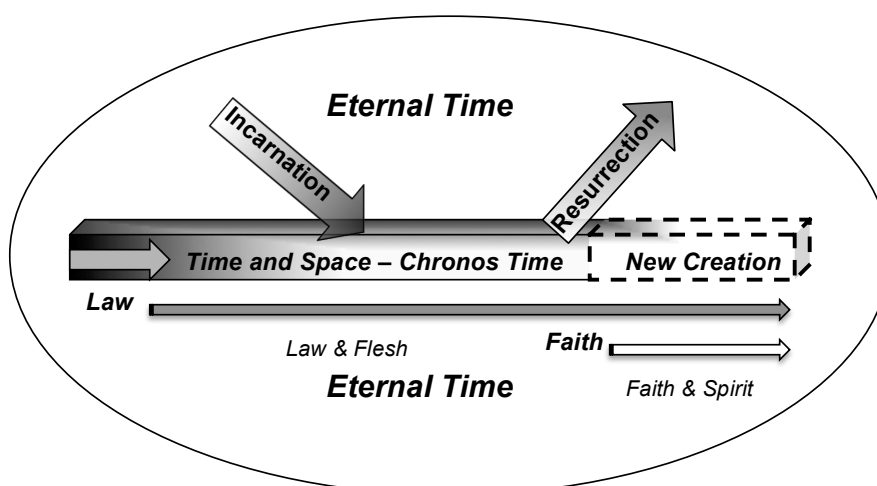 Eternal Time
Incarnation
Resurrection
Time and Space – Chronos Time
New Creation
Law
Law & Flesh
Faith
Eternal Time
Faith & Spirit